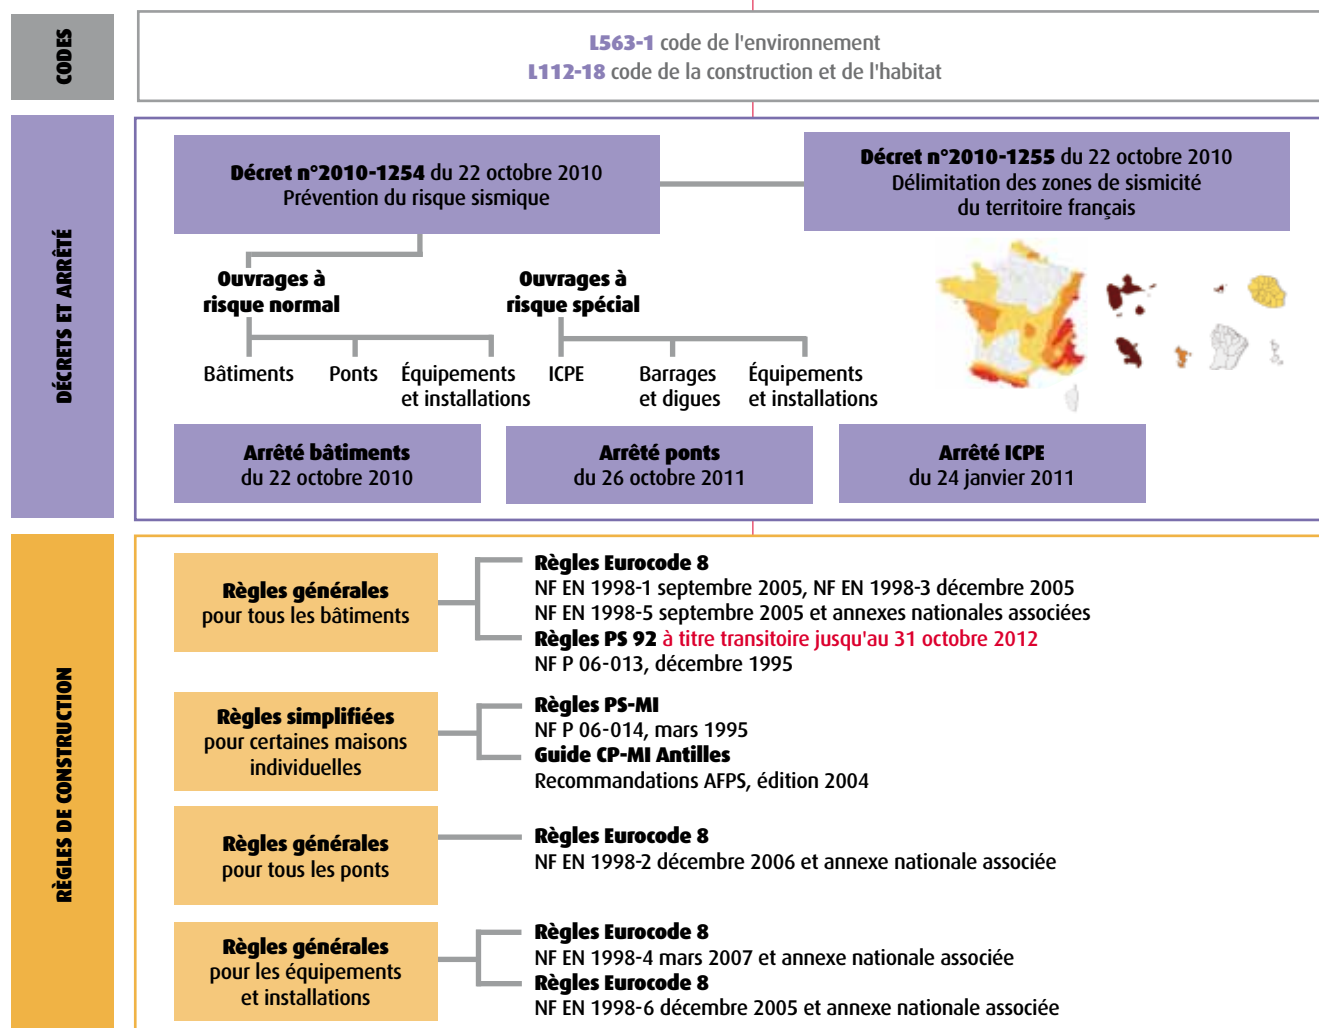 CODES
L563-1 code de l'environnement
L112-18 code de la construction et de l'habitat
DÉCRETS ET ARRÊTÉ
Décret n°2010-1254 du 22 octobre 2010
Prévention du risque sismique
Décret n°2010-1255 du 22 octobre 2010
Délimitation des zones de sismicité
du territoire français
Ouvrages à
risque normal
Ouvrages à
risque spécial
Bâtiments
Ponts
Équipements
et installations
ICPE
Barrages
et digues
Équipements
et installations
Arrêté bâtiments
du 22 octobre 2010
Arrêté ponts
du 26 octobre 2011
Arrêté ICPE
du 24 janvier 2011
RÈGLES DE CONSTRUCTION
Règles générales
pour tous les bâtiments
Règles Eurocode 8
NF EN 1998-1 septembre 2005, NF EN 1998-3 décembre 2005
NF EN 1998-5 septembre 2005 et annexes nationales associées
Règles PS 92 à titre transitoire jusqu'au 31 octobre 2012
NF P 06-013, décembre 1995
Règles simplifiées
pour certaines maisons
individuelles
Règles PS-MI
NF P 06-014, mars 1995
Guide CP-MI Antilles
Recommandations AFPS, édition 2004
Règles générales
pour tous les ponts
Règles Eurocode 8
NF EN 1998-2 décembre 2006 et annexe nationale associée
Règles générales
pour les équipements
et installations
Règles Eurocode 8
NF EN 1998-4 mars 2007 et annexe nationale associée
Règles Eurocode 8
NF EN 1998-6 décembre 2005 et annexe nationale associée